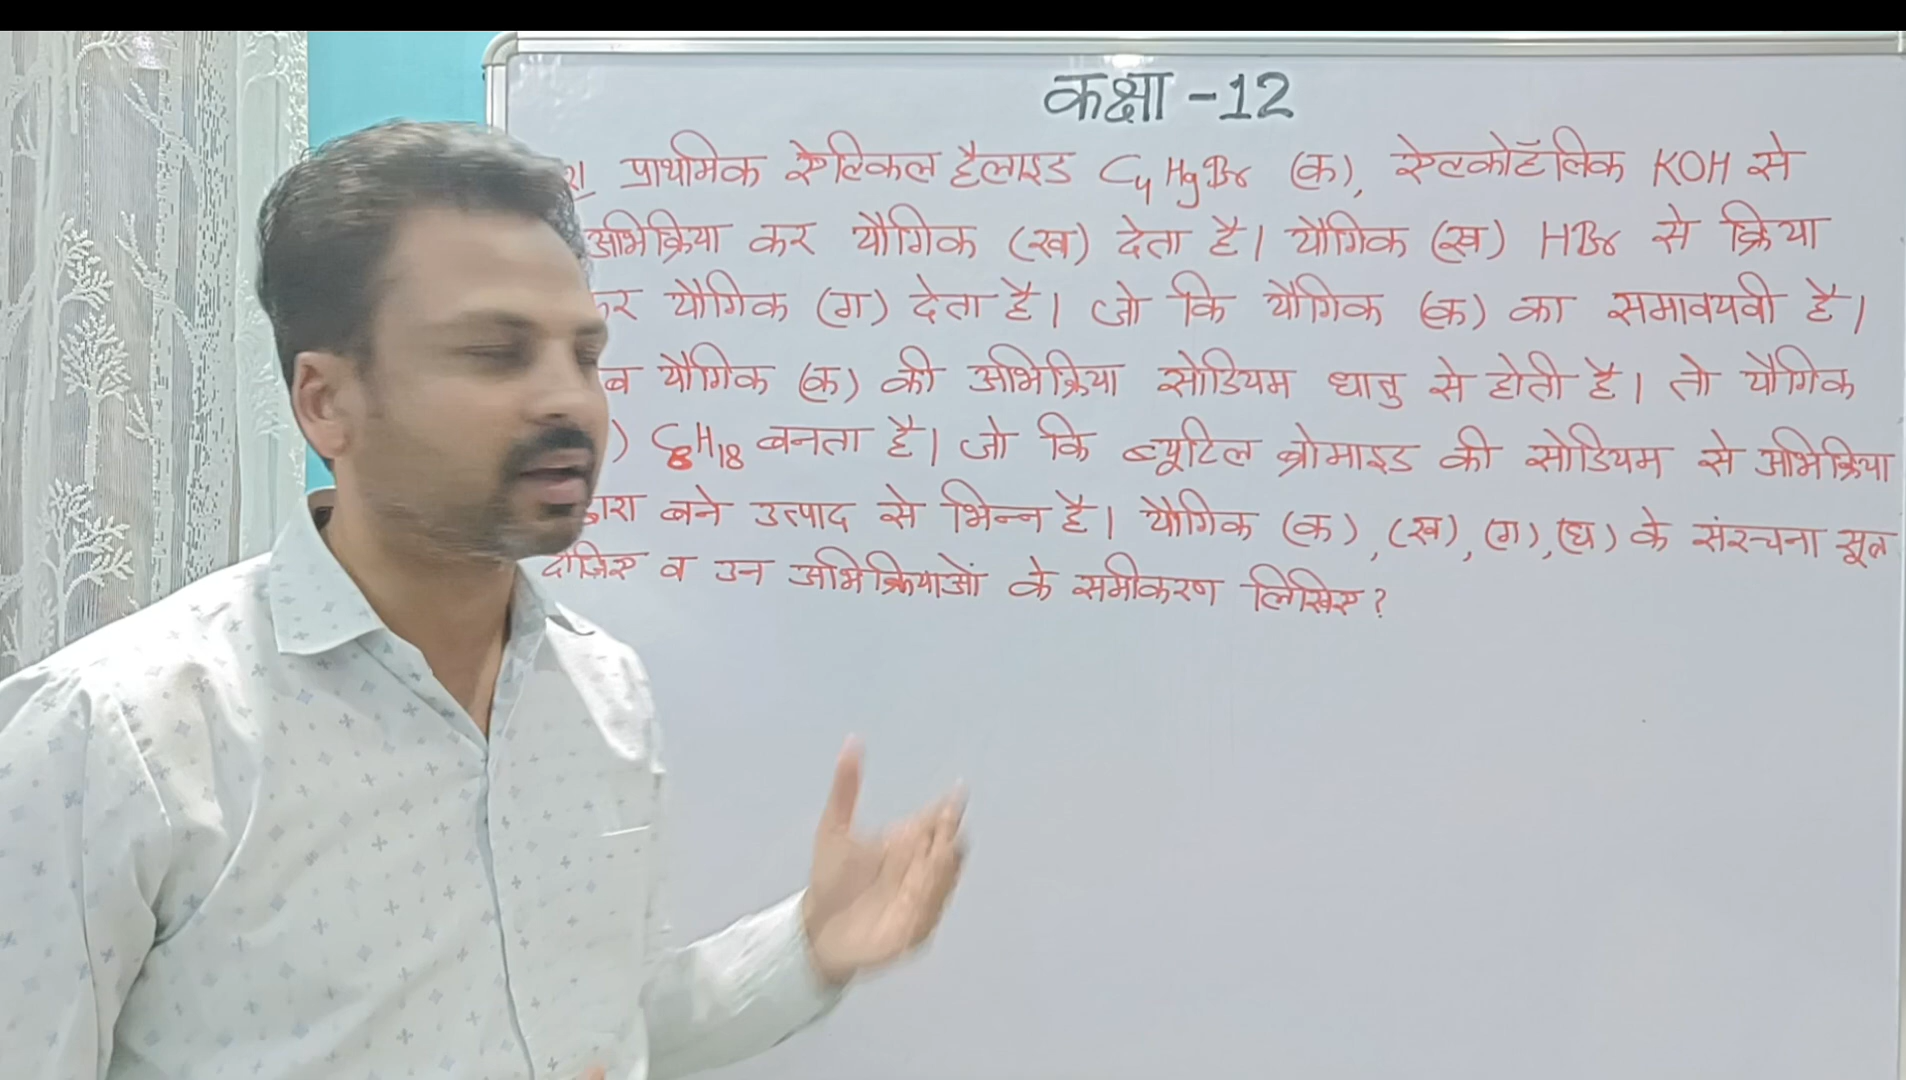 कक्षा -12
प्राथमिक ऐल्किल हैलाइड C4H9Br (क), ऐल्कोहॉलिक KOH से
अभिक्रिया कर यौगिक (ख) देता है। यौगिक (ख) HBr से क्रिया
यौगिक (ग) देता है। जो कि यौगिक (क) का समावयवी है।
यौगिक (क) की अभिक्रिया सोडियम धातु से होती है। तो यौगिक
) C8H18 बनता है। जो कि ब्यूटिल ब्रोमाइड की सोडियम से अभिक्रिया
द्वारा बने उत्पाद से भिन्न है। यौगिक (क), (ख), (ग), (घ) के संरचना सूत्र
दीजिए व उन अभिक्रियाओं के समीकरण लिखिए?